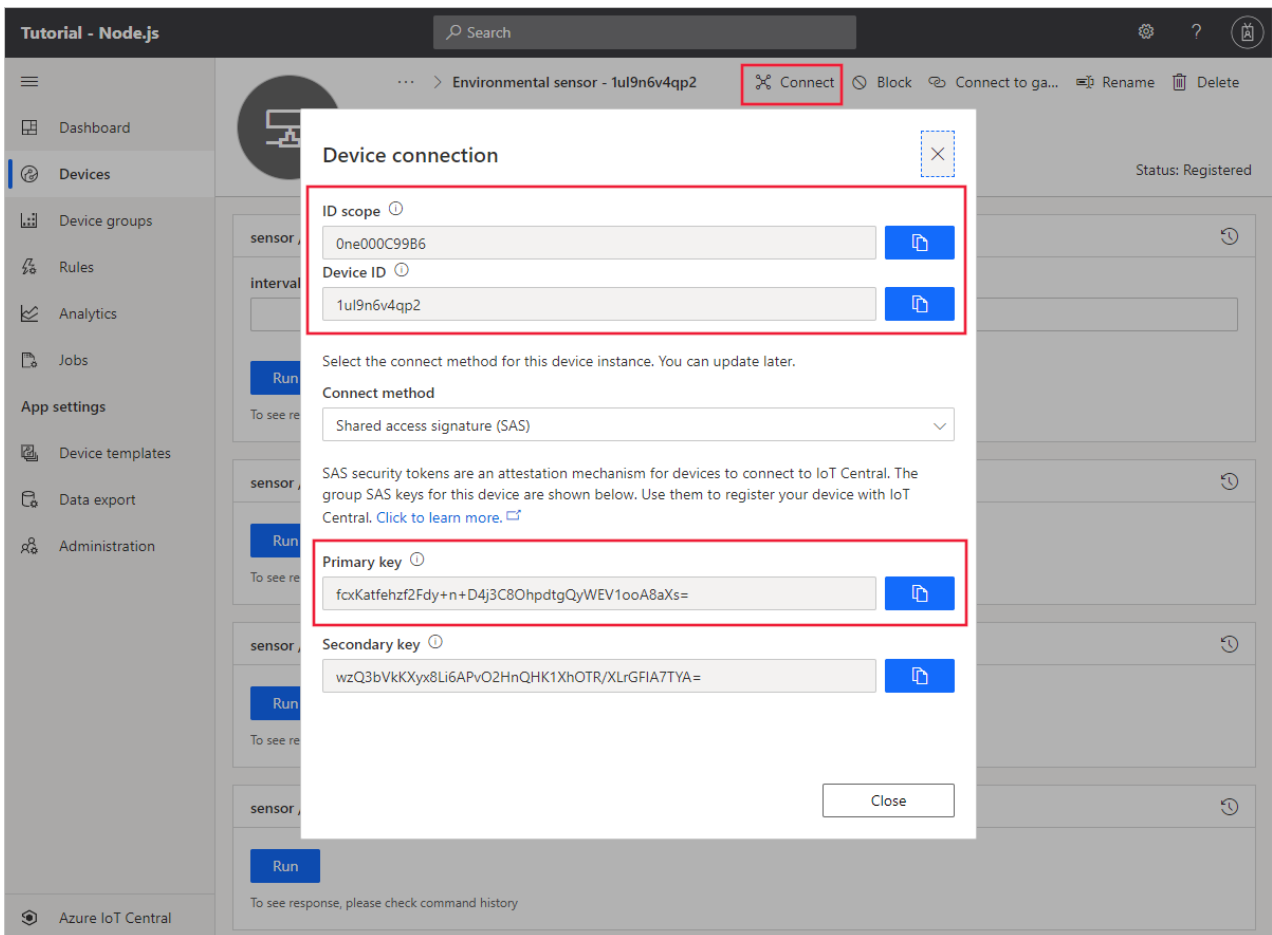 Tutorial - Node.js
Search
?
... > Environmental sensor - 1ul9n6v4qp2
Connect
Block
Connect to ga...
Rename
Delete
Dashboard
Devices
Device groups
Rules
Analytics
Jobs
App settings
Device templates
Data export
Administration
Azure IoT Central
Status: Registered
Device connection
ID scope
0ne000C99B6
Device ID
1ul9n6v4qp2
Select the connect method for this device instance. You can update later.
Connect method
Shared access signature (SAS)
SAS security tokens are an attestation mechanism for devices to connect to IoT Central. The
group SAS keys for this device are shown below. Use them to register your device with IoT
Central. Click to learn more.
Primary key
fcxKatfehzf2Fdy+n+D4j3C8OhpdtgQyWEV1ooA8aXs=
Secondary key
wzQ3bVkKXyx8Li6APvO2HnQHK1XhOTR/XLrGFIA7TYA=
Close
sensor /
interval
Run
To see re
sensor /
Run
To see re
sensor /
Run
To see re
sensor /
Run
To see response, please check command history